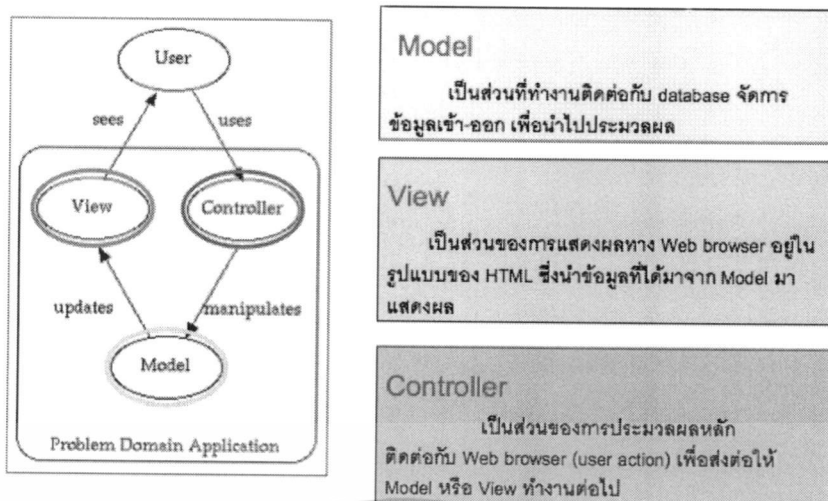 User
sees
uses
View
Controller
updates
manipulates
Model
Problem Domain Application
Model
เป็นส่วนที่ทำงานติดต่อกับ database จัดการ
ข้อมูลเข้า-ออก เพื่อนำไปประมวลผล
View
เป็นส่วนของการแสดงผลทาง Web browser อยู่ใน
รูปแบบของ HTML ซึ่งนำข้อมูลที่ได้มาจาก Model มา
แสดงผล
Controller
เป็นส่วนของการประมวลผลหลัก
ติดต่อกับ Web browser (user action) เพื่อส่งต่อให้
Model หรือ View ทำงานต่อไป